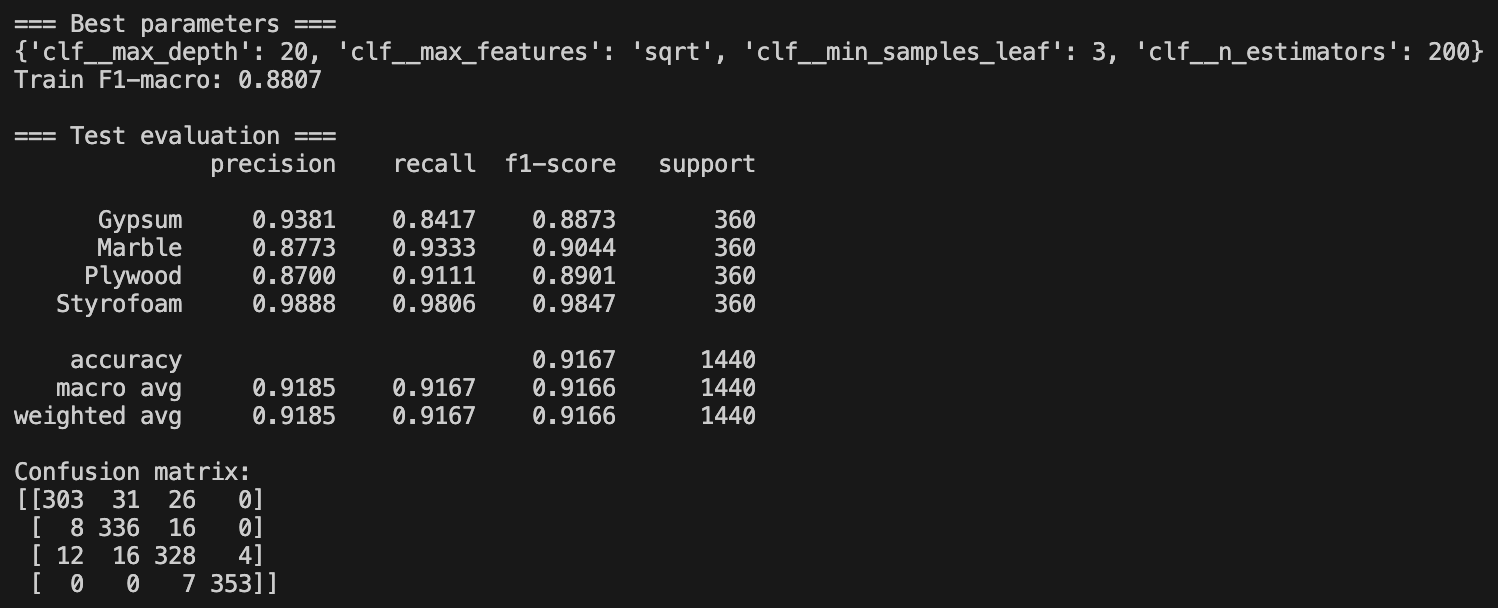 === Best parameters ===
{'clf__max_depth': 20, 'clf__max_features': 'sqrt', 'clf__min_samples_leaf': 3, 'clf__n_estimators': 200}
Train F1-macro: 0.8807

=== Test evaluation ===
              precision    recall  f1-score   support

      Gypsum     0.9381    0.8417    0.8873       360
      Marble     0.8773    0.9333    0.9044       360
     Plywood     0.8700    0.9111    0.8901       360
   Styrofoam     0.9888    0.9806    0.9847       360

    accuracy                         0.9167      1440
   macro avg     0.9185    0.9167    0.9166      1440
weighted avg     0.9185    0.9167    0.9166      1440

Confusion matrix:
[[303  31  26   0]
 [  8 336  16   0]
 [ 12  16 328   4]
 [  0   0   7 353]]